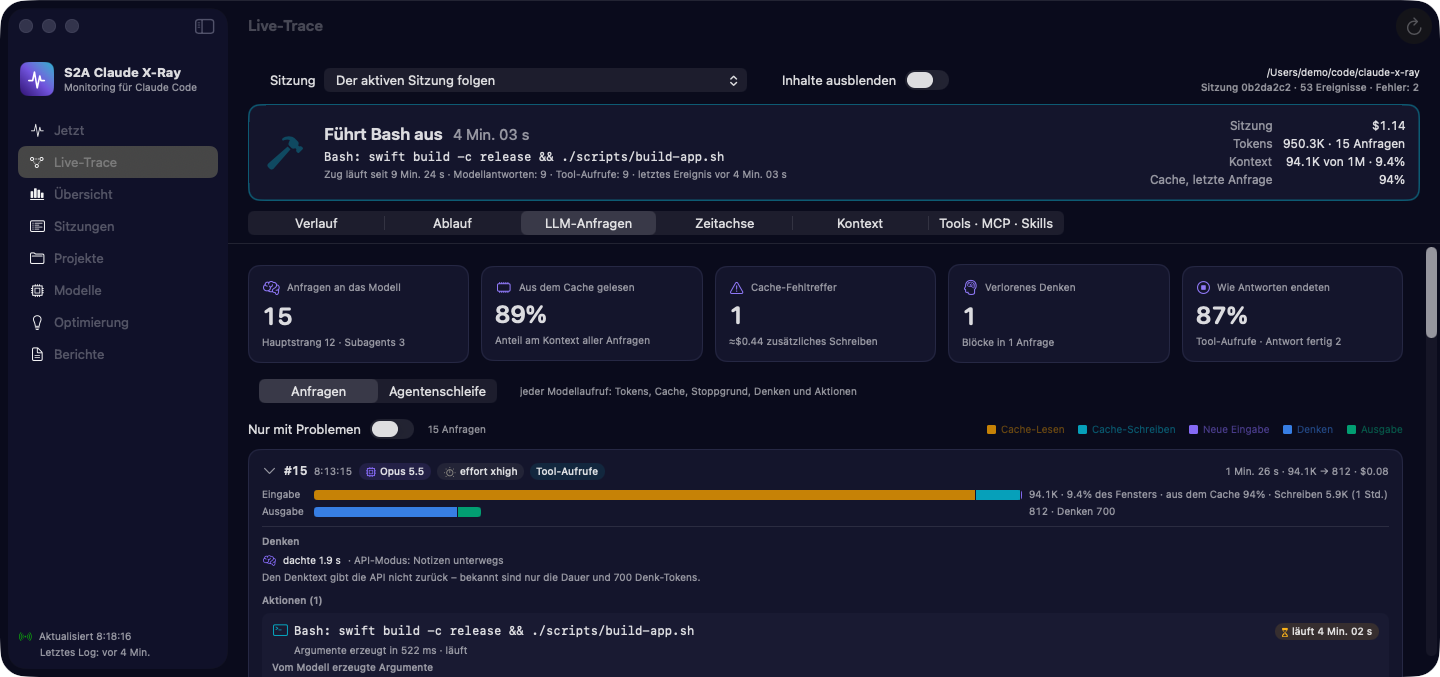 Live-Trace
S2A Claude X-Ray
Monitoring für Claude Code
Jetzt
Live-Trace
Übersicht
Sitzungen
Projekte
Modelle
Optimierung
Berichte
Aktualisiert 8:18:16
Letztes Log: vor 4 Min.
Sitzung Der aktiven Sitzung folgen Inhalte ausblenden
/Users/demo/code/claude-x-ray
Sitzung 0b2da2c2 · 53 Ereignisse · Fehler: 2
Führt Bash aus 4 Min. 03 s
Bash: swift build -c release && ./scripts/build-app.sh
Zug läuft seit 9 Min. 24 s · Modellantworten: 9 · Tool-Aufrufe: 9 · letztes Ereignis vor 4 Min. 03 s
Sitzung $1.14
Tokens 950.3K · 15 Anfragen
Kontext 94.1K von 1M · 9.4%
Cache, letzte Anfrage 94%
Verlauf Ablauf LLM-Anfragen Zeitachse Kontext Tools · MCP · Skills
Anfragen an das Modell
15
Hauptstrang 12 · Subagents 3
Aus dem Cache gelesen
89%
Anteil am Kontext aller Anfragen
Cache-Fehltreffer
1
≈$0.44 zusätzliches Schreiben
Verlorenes Denken
1
Blöcke in 1 Anfrage
Wie Antworten endeten
87%
Tool-Aufrufe · Antwort fertig 2
Anfragen Agentenschleife jeder Modellaufruf: Tokens, Cache, Stoppgrund, Denken und Aktionen
Nur mit Problemen 15 Anfragen
Cache-Lesen Cache-Schreiben Neue Eingabe Denken Ausgabe
#15 8:13:15 Opus 5.5 effort xhigh Tool-Aufrufe 1 Min. 26 s · 94.1K → 812 · $0.08
Eingabe 94.1K · 9.4% des Fensters · aus dem Cache 94% · Schreiben 5.9K (1 Std.)
Ausgabe 812 · Denken 700
Denken
dachte 1.9 s · API-Modus: Notizen unterwegs
Den Denktext gibt die API nicht zurück – bekannt sind nur die Dauer und 700 Denk-Tokens.
Aktionen (1)
Bash: swift build -c release && ./scripts/build-app.sh läuft 4 Min. 02 s
Argumente erzeugt in 522 ms · läuft
Vom Modell erzeugte Argumente